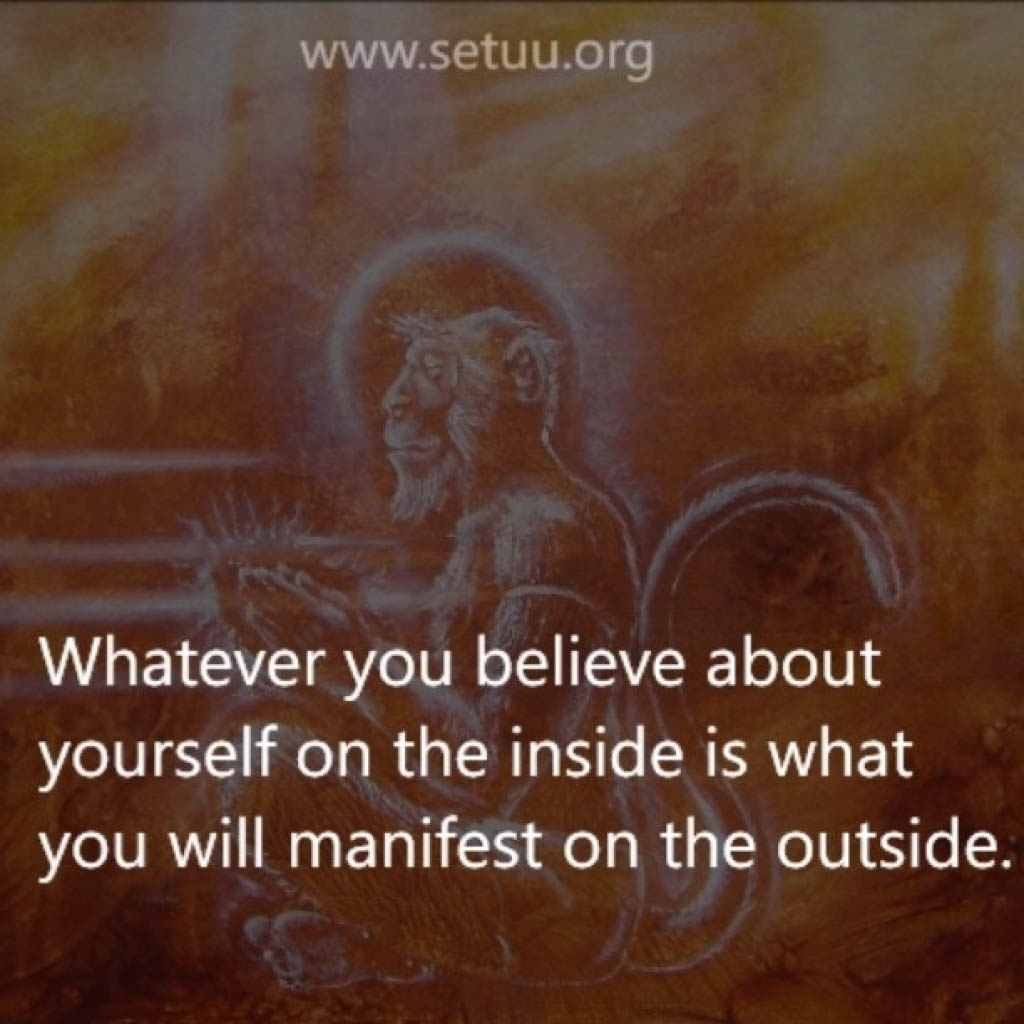 www.setuu.org
Whatever you believe about
yourself on the inside is what
you will manifest on the outside.